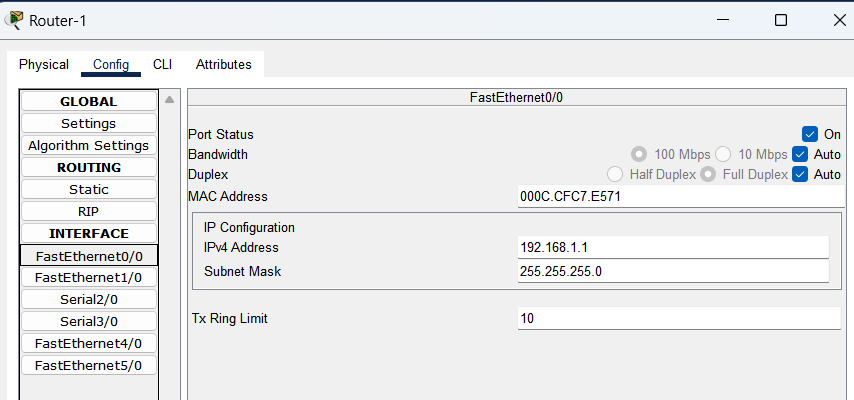 Router-1
Physical Config CLI Attributes
GLOBAL
Settings
Algorithm Settings
ROUTING
Static
RIP
INTERFACE
FastEthernet0/0
FastEthernet1/0
Serial2/0
Serial3/0
FastEthernet4/0
FastEthernet5/0
FastEthernet0/0
Port Status On
Bandwidth 100 Mbps 10 Mbps Auto
Duplex Half Duplex Full Duplex Auto
MAC Address 000C.CFC7.E571
IP Configuration
IPv4 Address 192.168.1.1
Subnet Mask 255.255.255.0
Tx Ring Limit 10